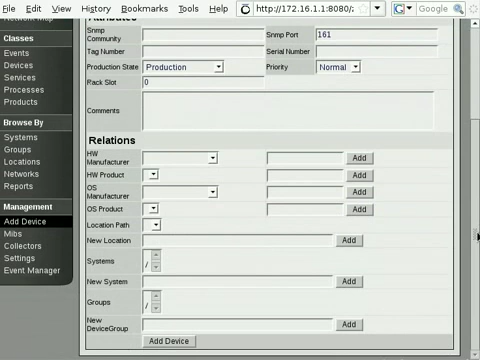 File Edit View History Bookmarks Tools Help http://172.16.1.1:8080/ Google
Network Map
Attributes
Classes
Snmp Community
Snmp Port 161
Events
Tag Number
Serial Number
Devices
Production State Production
Priority Normal
Services
Rack Slot 0
Processes
Products
Comments
Browse By
Relations
Systems
Groups
HW Manufacturer Add
Locations
HW Product Add
Networks
OS Manufacturer Add
Reports
Management
OS Product Add
Add Device
Location Path
Mibs
New Location Add
Collectors
Systems /
Settings
Event Manager
New System Add
Groups /
New DeviceGroup Add
Add Device